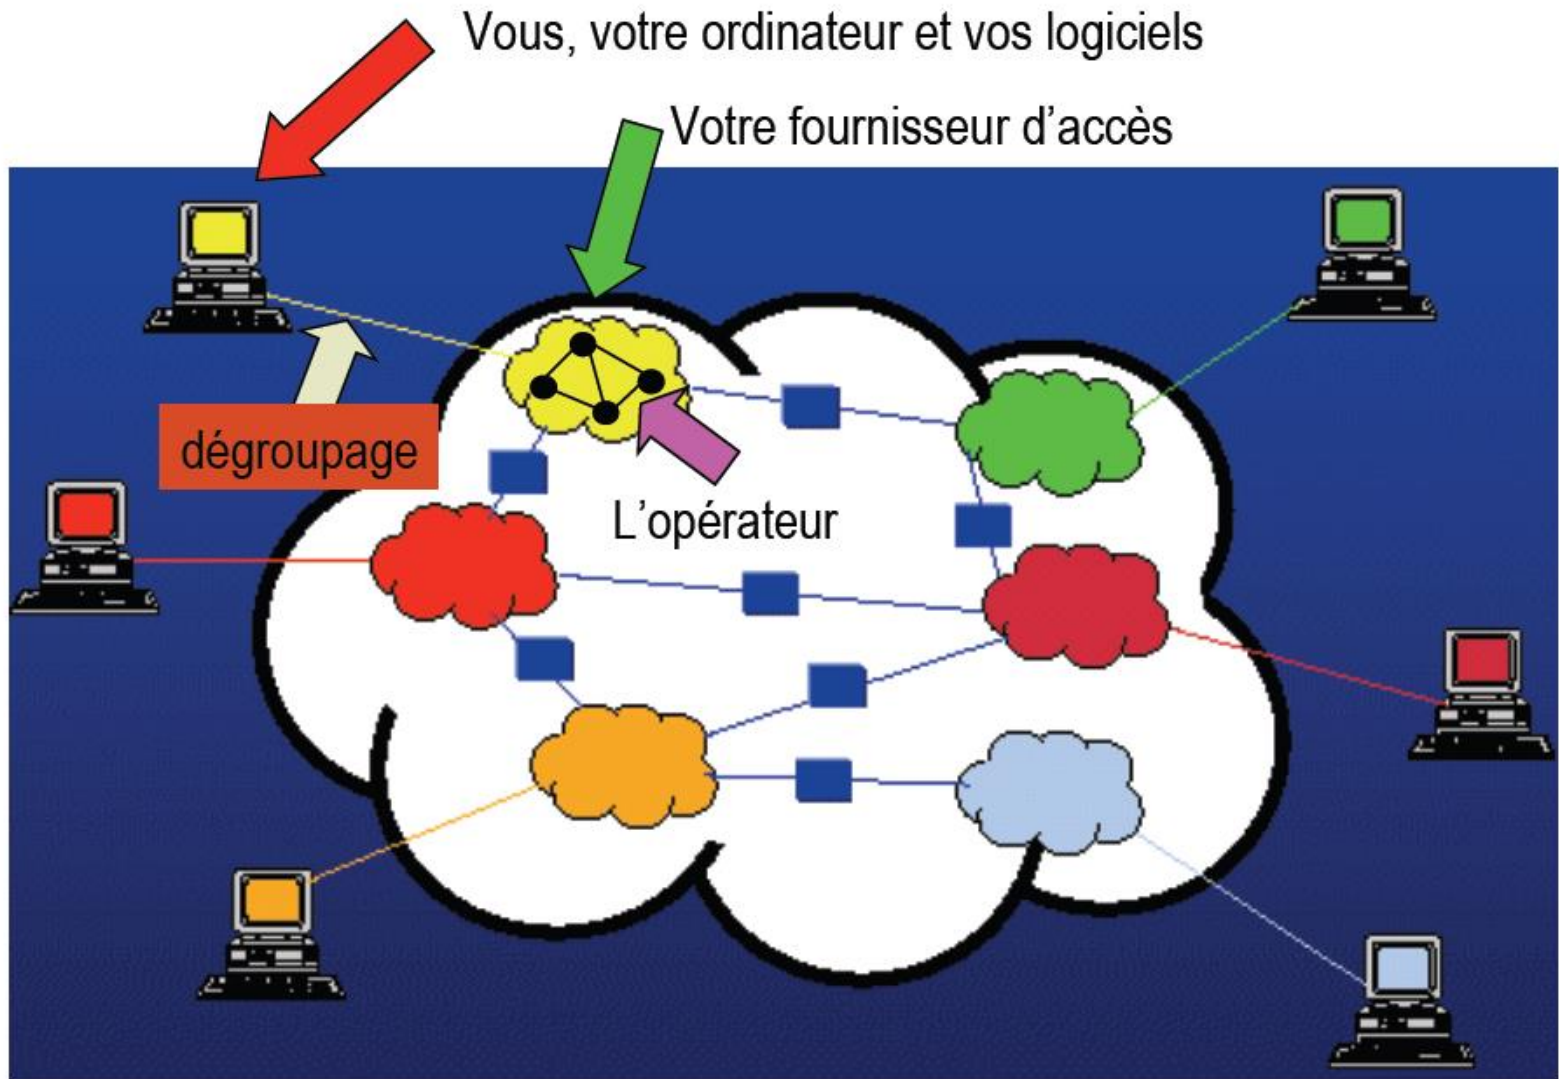 Vous, votre ordinateur et vos logiciels
Votre fournisseur d’accès
dégroupage
L’opérateur